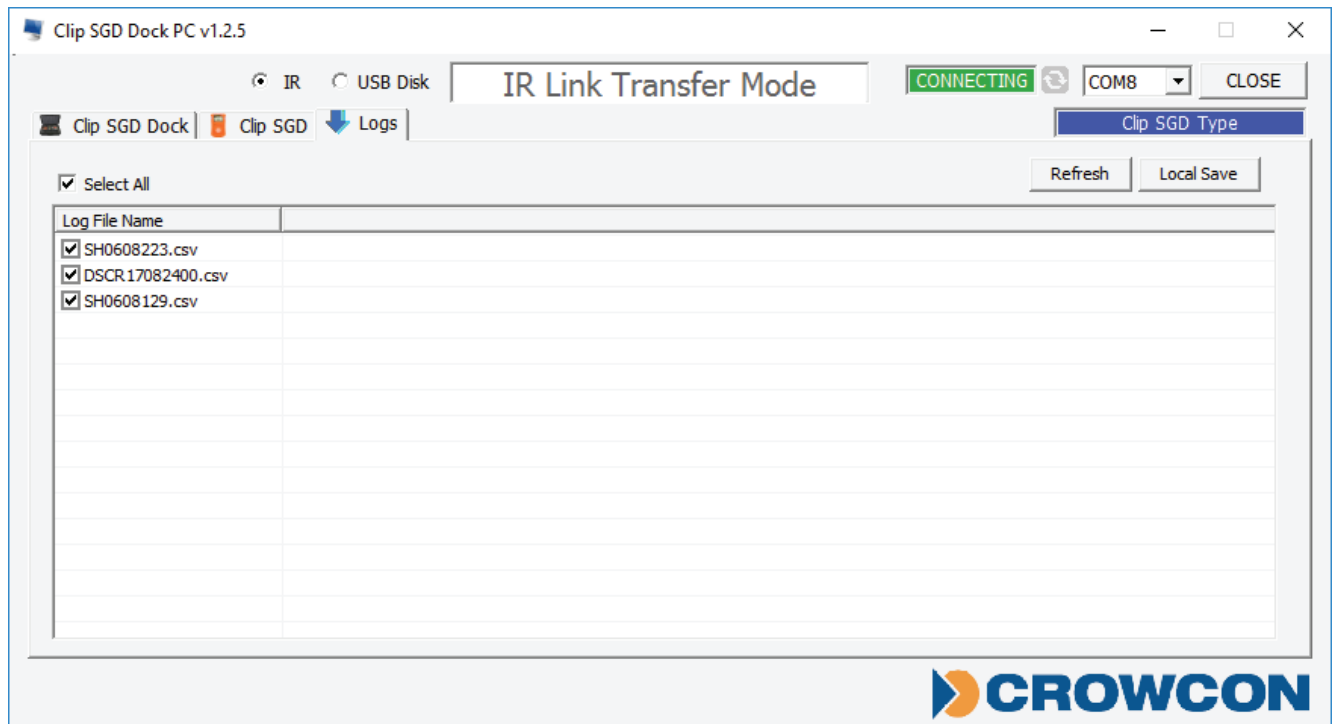 Clip SGD Dock PC v1.2.5
IR USB Disk IR Link Transfer Mode CONNECTING COM8 CLOSE
Clip SGD Dock Clip SGD Logs Clip SGD Type
Select All Refresh Local Save
Log File Name
SH0608223.csv
DSCR17082400.csv
SH0608129.csv
CROWCON